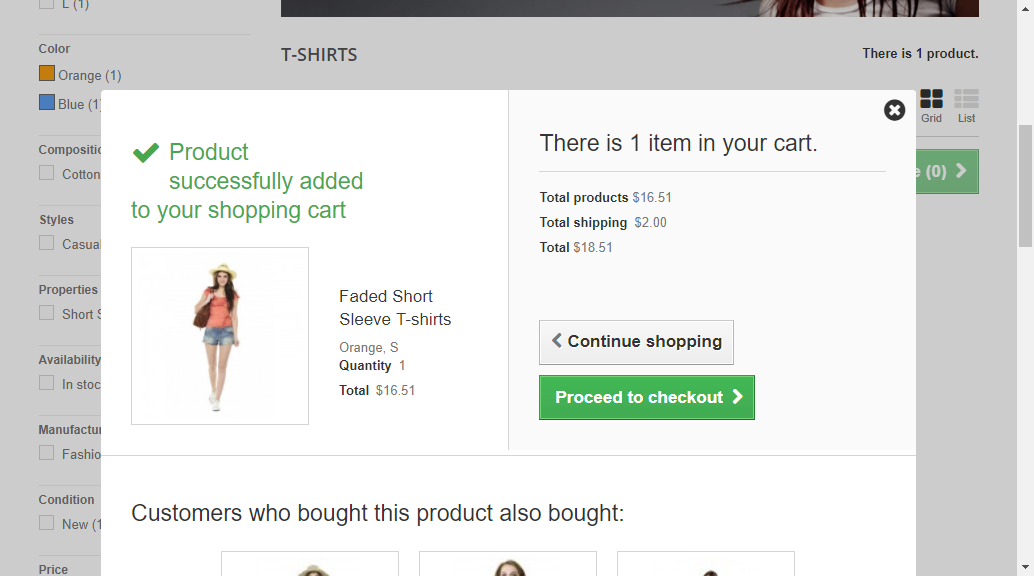 L (1)
Color
Orange (1)
Blue (1)
Composition
Cotton
Styles
Casual
Properties
Short S
Availability
In stoc
Manufactur
Fashio
Condition
New (1
Price
T-SHIRTS
There is 1 product.
Grid
List
e (0)
Product
successfully added
to your shopping cart
Faded Short
Sleeve T-shirts
Orange, S
Quantity 1
Total $16.51
There is 1 item in your cart.
Total products $16.51
Total shipping $2.00
Total $18.51
Continue shopping
Proceed to checkout
Customers who bought this product also bought: